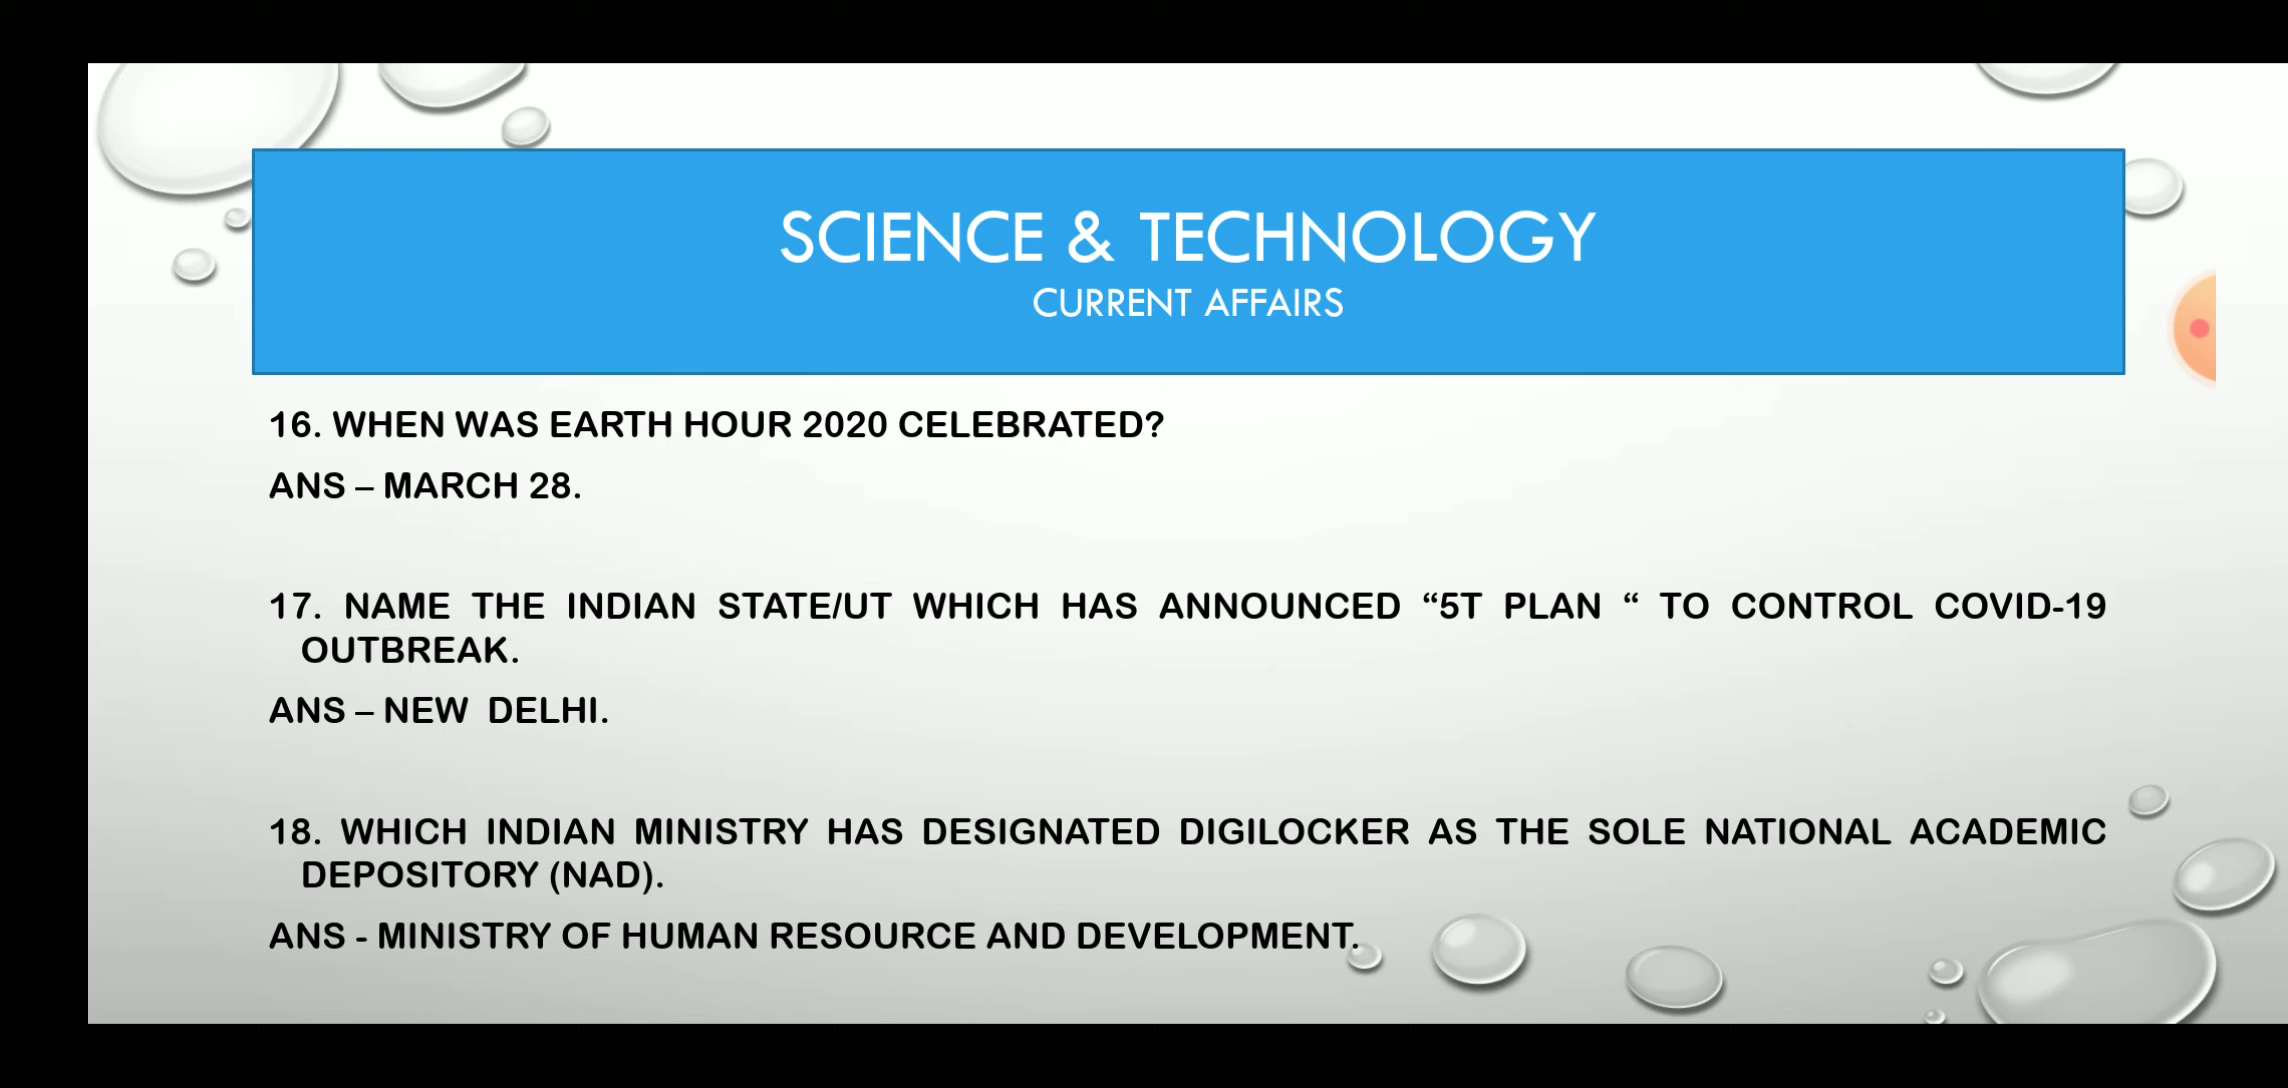 SCIENCE & TECHNOLOGY
CURRENT AFFAIRS
16. WHEN WAS EARTH HOUR 2020 CELEBRATED?
ANS – MARCH 28.
17. NAME THE INDIAN STATE/UT WHICH HAS ANNOUNCED “5T PLAN “ TO CONTROL COVID-19
OUTBREAK.
ANS – NEW DELHI.
18. WHICH INDIAN MINISTRY HAS DESIGNATED DIGILOCKER AS THE SOLE NATIONAL ACADEMIC
DEPOSITORY (NAD).
ANS - MINISTRY OF HUMAN RESOURCE AND DEVELOPMENT.